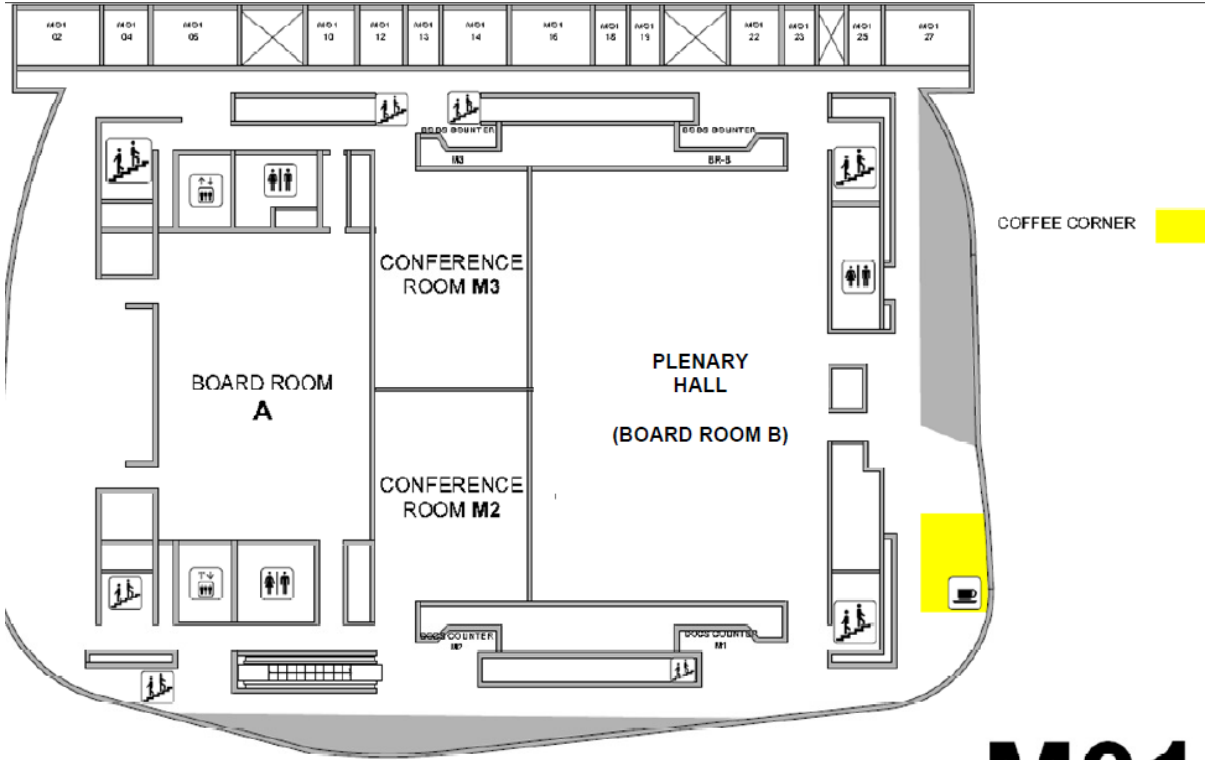 M01
02
M01
04
M01
05
M01
10
M01
12
M01
13
M01
14
M01
16
M01
18
M01
19
M01
22
M01
23
M01
25
M01
27
DOCS COUNTER
M3
DOCS COUNTER
BR-B
COFFEE CORNER
CONFERENCE
ROOM M3
PLENARY
HALL
(BOARD ROOM B)
BOARD ROOM
A
CONFERENCE
ROOM M2
DOCS COUNTER
M2
DOCS COUNTER
M1
M01